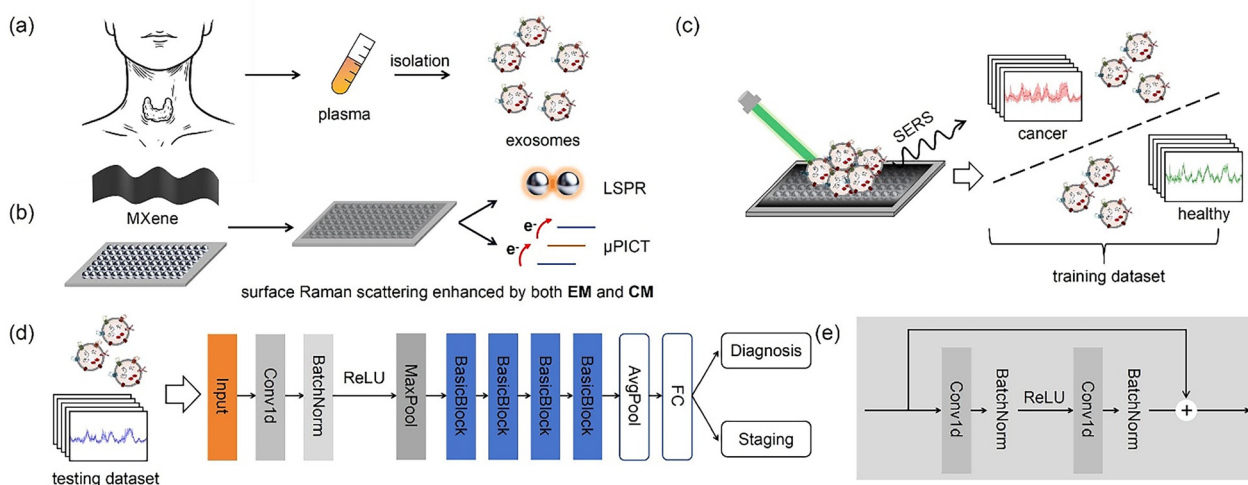 (a)
plasma
isolation
exosomes
MXene
(b)
LSPR
e-
e-
μPICT
surface Raman scattering enhanced by both EM and CM
(c)
SERS
cancer
healthy
training dataset
(d)
testing dataset
Input
Conv1d
BatchNorm
ReLU
MaxPool
BasicBlock
BasicBlock
BasicBlock
BasicBlock
AvgPool
FC
Diagnosis
Staging
(e)
Conv1d
BatchNorm
ReLU
Conv1d
BatchNorm
+